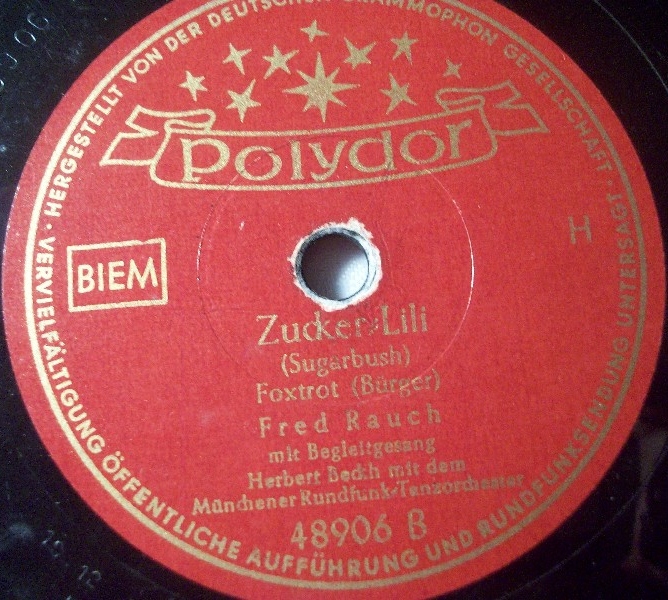 HERGESTELLT VON DER DEUTSCHEN GRAMMOPHON GESELLSCHAFT · VERVIELFÄLTIGUNG ÖFFENTLICHE AUFFÜHRUNG UND RUNDFUNKSENDUNG UNTERSAGT ·
polydor
H
BIEM
Zucker-Lili
(Sugarbush)
Foxtrot (Bürger)
Fred Rauch
mit Begleitgesang
Herbert Beckh mit dem
Münchener Rundfunk-Tanzorchester
48906 B